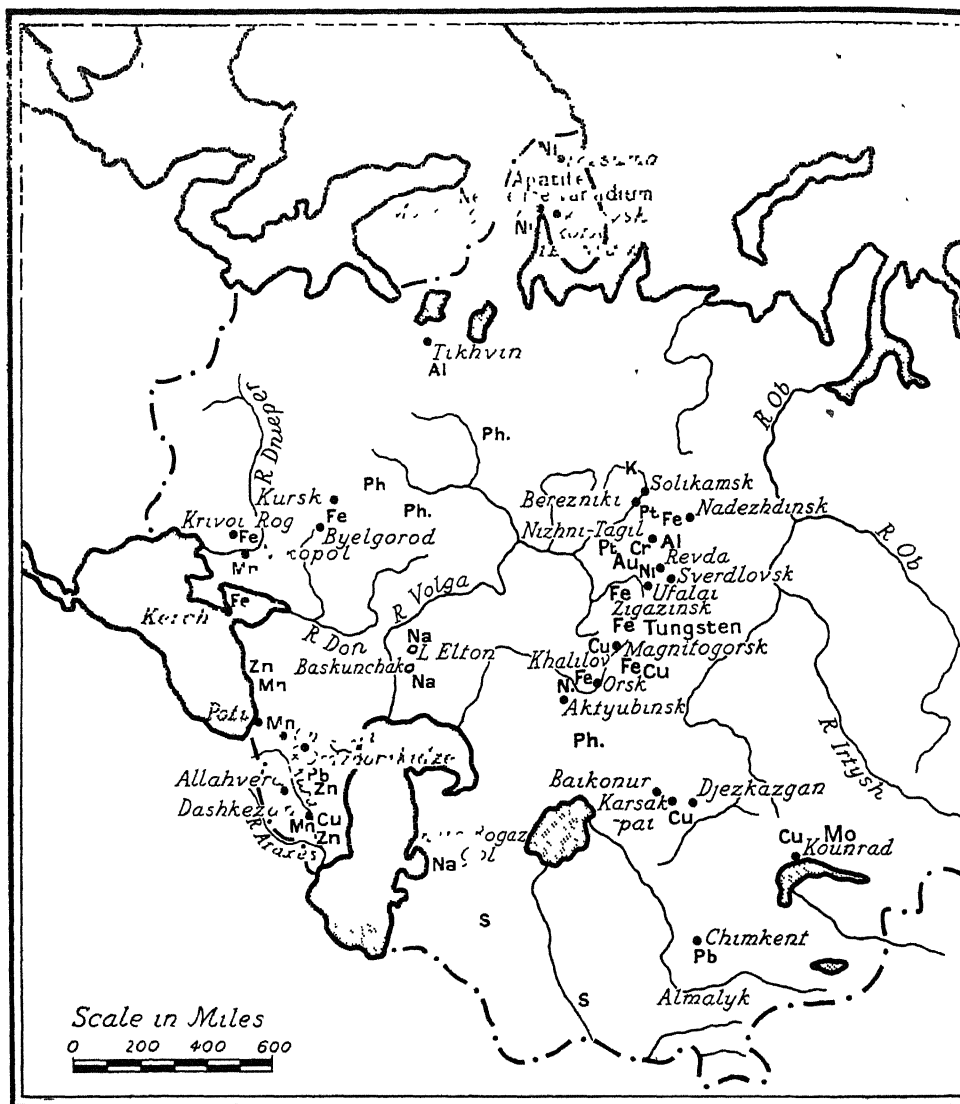 Ni
Apatite
Tikhvin
Al
R Ob
R Dnieper
Ph.
K
Ph
Solikamsk
Kursk
Berezniki
Ph.
Pt
Fe
Nadezhdinsk
Krivoi Rog
Fe
Fe
Byelgorod
Nizhni-Tagil
R Ob
Pt
Cr
Al
Au
Ni
Revda
Sverdlovsk
Fe
Ufalai
R Volga
Fe
Zigazinsk
Kerch
Fe
Tungsten
R Don
Na
L Elton
Cu
Magnitogorsk
Zn
Baskunchak
Khalilov
Fe
Cu
Mn
Na
Fe
Orsk
Aktyubinsk
Poti
Mn
Ph.
R Irtysh
Pb
Baikonur
Zn
Karsak
-pai
Djezkazgan
Cu
Mn
Cu
Zn
R Araxes
Cu
Mo
Kounrad
Na
S
Chimkent
Pb
S
Almalyk
Scale in Miles
0 200 400 600